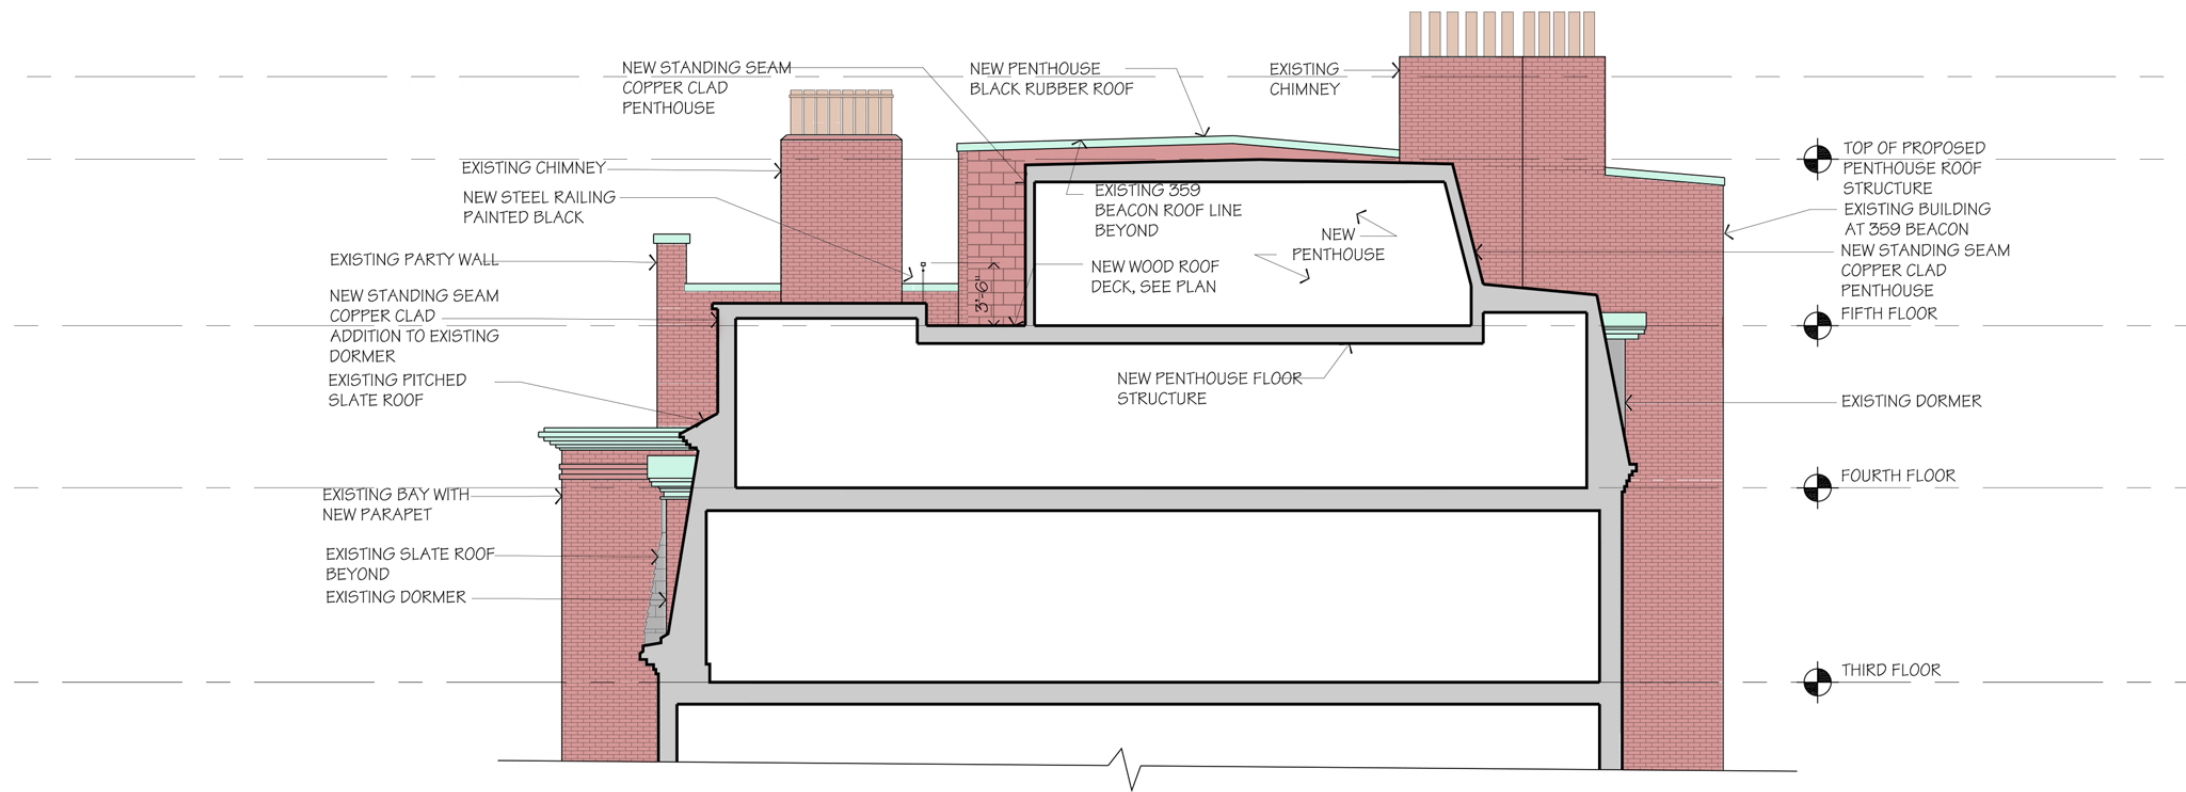 NEW STANDING SEAM
COPPER CLAD
PENTHOUSE
NEW PENTHOUSE
BLACK RUBBER ROOF
EXISTING
CHIMNEY
EXISTING CHIMNEY
NEW STEEL RAILING
PAINTED BLACK
EXISTING PARTY WALL
NEW STANDING SEAM
COPPER CLAD
ADDITION TO EXISTING
DORMER
EXISTING PITCHED
SLATE ROOF
EXISTING BAY WITH
NEW PARAPET
EXISTING SLATE ROOF
BEYOND
EXISTING DORMER
EXISTING 359
BEACON ROOF LINE
BEYOND
NEW WOOD ROOF
DECK, SEE PLAN
3'-6"
NEW
PENTHOUSE
NEW PENTHOUSE FLOOR
STRUCTURE
TOP OF PROPOSED
PENTHOUSE ROOF
STRUCTURE
EXISTING BUILDING
AT 359 BEACON
NEW STANDING SEAM
COPPER CLAD
PENTHOUSE
FIFTH FLOOR
EXISTING DORMER
FOURTH FLOOR
THIRD FLOOR